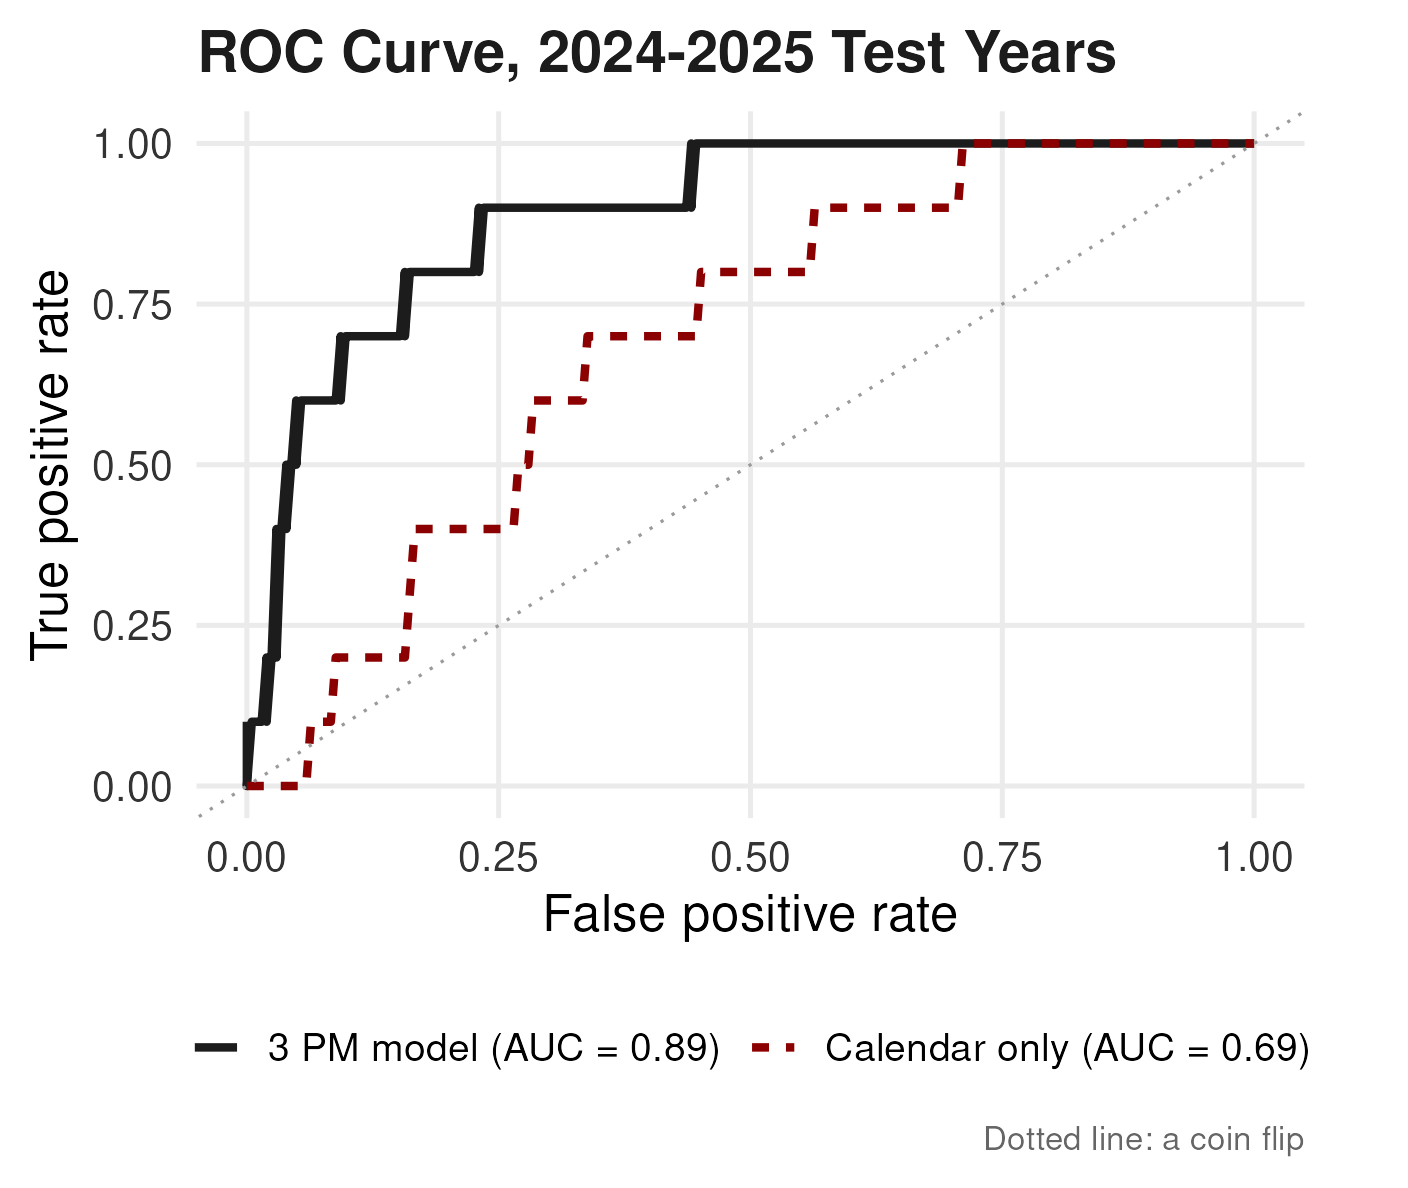 ROC Curve, 2024-2025 Test Years
True positive rate
1.00
0.75
0.50
0.25
0.00
0.00 0.25 0.50 0.75 1.00
False positive rate
3 PM model (AUC = 0.89) Calendar only (AUC = 0.69)
Dotted line: a coin flip